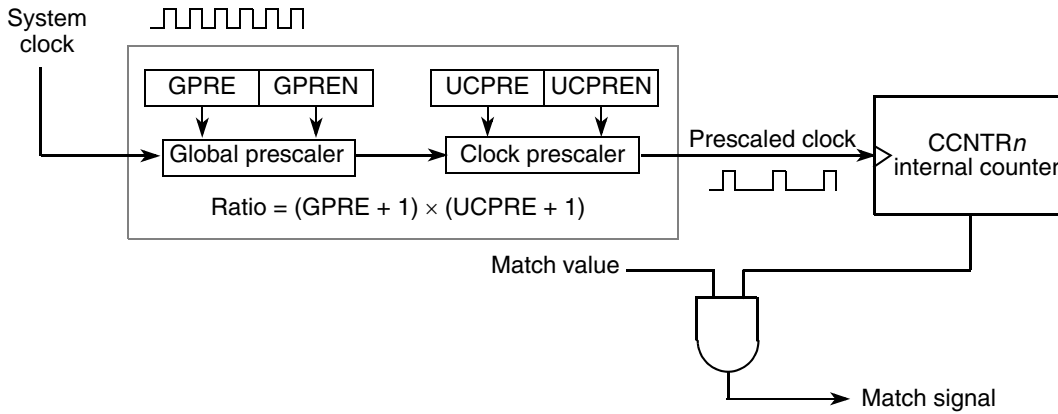 System
clock
GPRE GPREN
UCPRE UCPREN
Global prescaler
Clock prescaler
Prescaled clock
CCNTRn
internal counter
Ratio = (GPRE + 1) × (UCPRE + 1)
Match value
Match signal